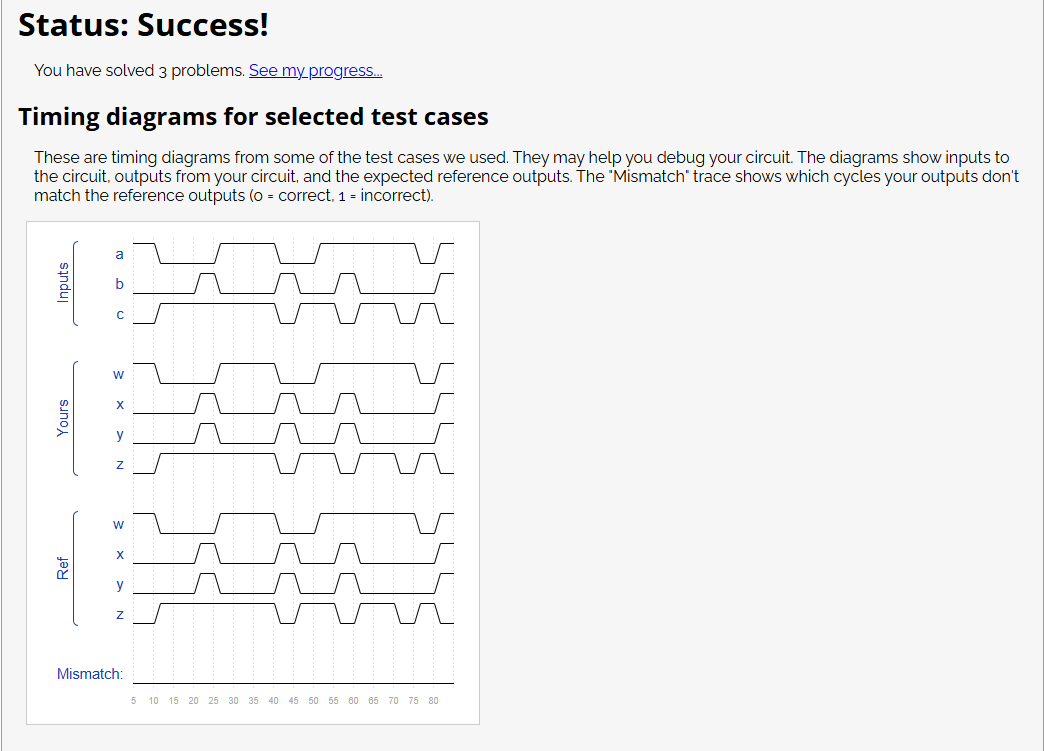 Status: Success!
You have solved 3 problems. See my progress...
Timing diagrams for selected test cases
These are timing diagrams from some of the test cases we used. They may help you debug your circuit. The diagrams show inputs to
the circuit, outputs from your circuit, and the expected reference outputs. The "Mismatch" trace shows which cycles your outputs don't
match the reference outputs (0 = correct, 1 = incorrect).
Inputs
a
b
c
Yours
w
x
y
z
Ref
w
x
y
z
Mismatch:
5 10 15 20 25 30 35 40 45 50 55 60 65 70 75 80